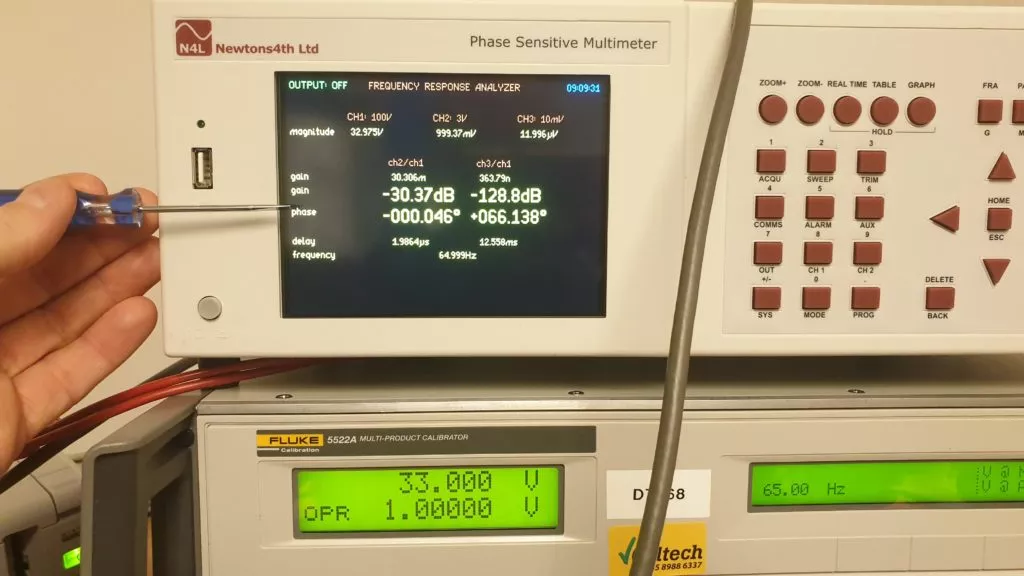 N4L Newtons4th Ltd
Phase Sensitive Multimeter
OUTPUT: OFF FREQUENCY RESPONSE ANALYZER 09:09:31
CH1: 100V CH2: 3V CH3: 10mV
magnitude 32.975V 999.37mV 11.996µV
ch2/ch1 ch3/ch1
gain 30.306m 363.79n
gain -30.37dB -128.8dB
phase -000.046° +066.138°
delay 1.9864µs 12.558ms
frequency 64.999Hz
ZOOM+ ZOOM- REAL TIME TABLE GRAPH
HOLD
FRA
G
1 2 3
ACQU SWEEP TRIM
4 5 6
COMMS ALARM AUX
7 8 9
OUT CH 1 CH 2
+/- 0 .
SYS MODE PROG
HOME
ESC
DELETE
BACK
FLUKE 5522A MULTI-PRODUCT CALIBRATOR
Calibration
33.000 V
OPR 1.00000 V
65.00 Hz
V @ N
V @ A
68
ltech
8988 6337